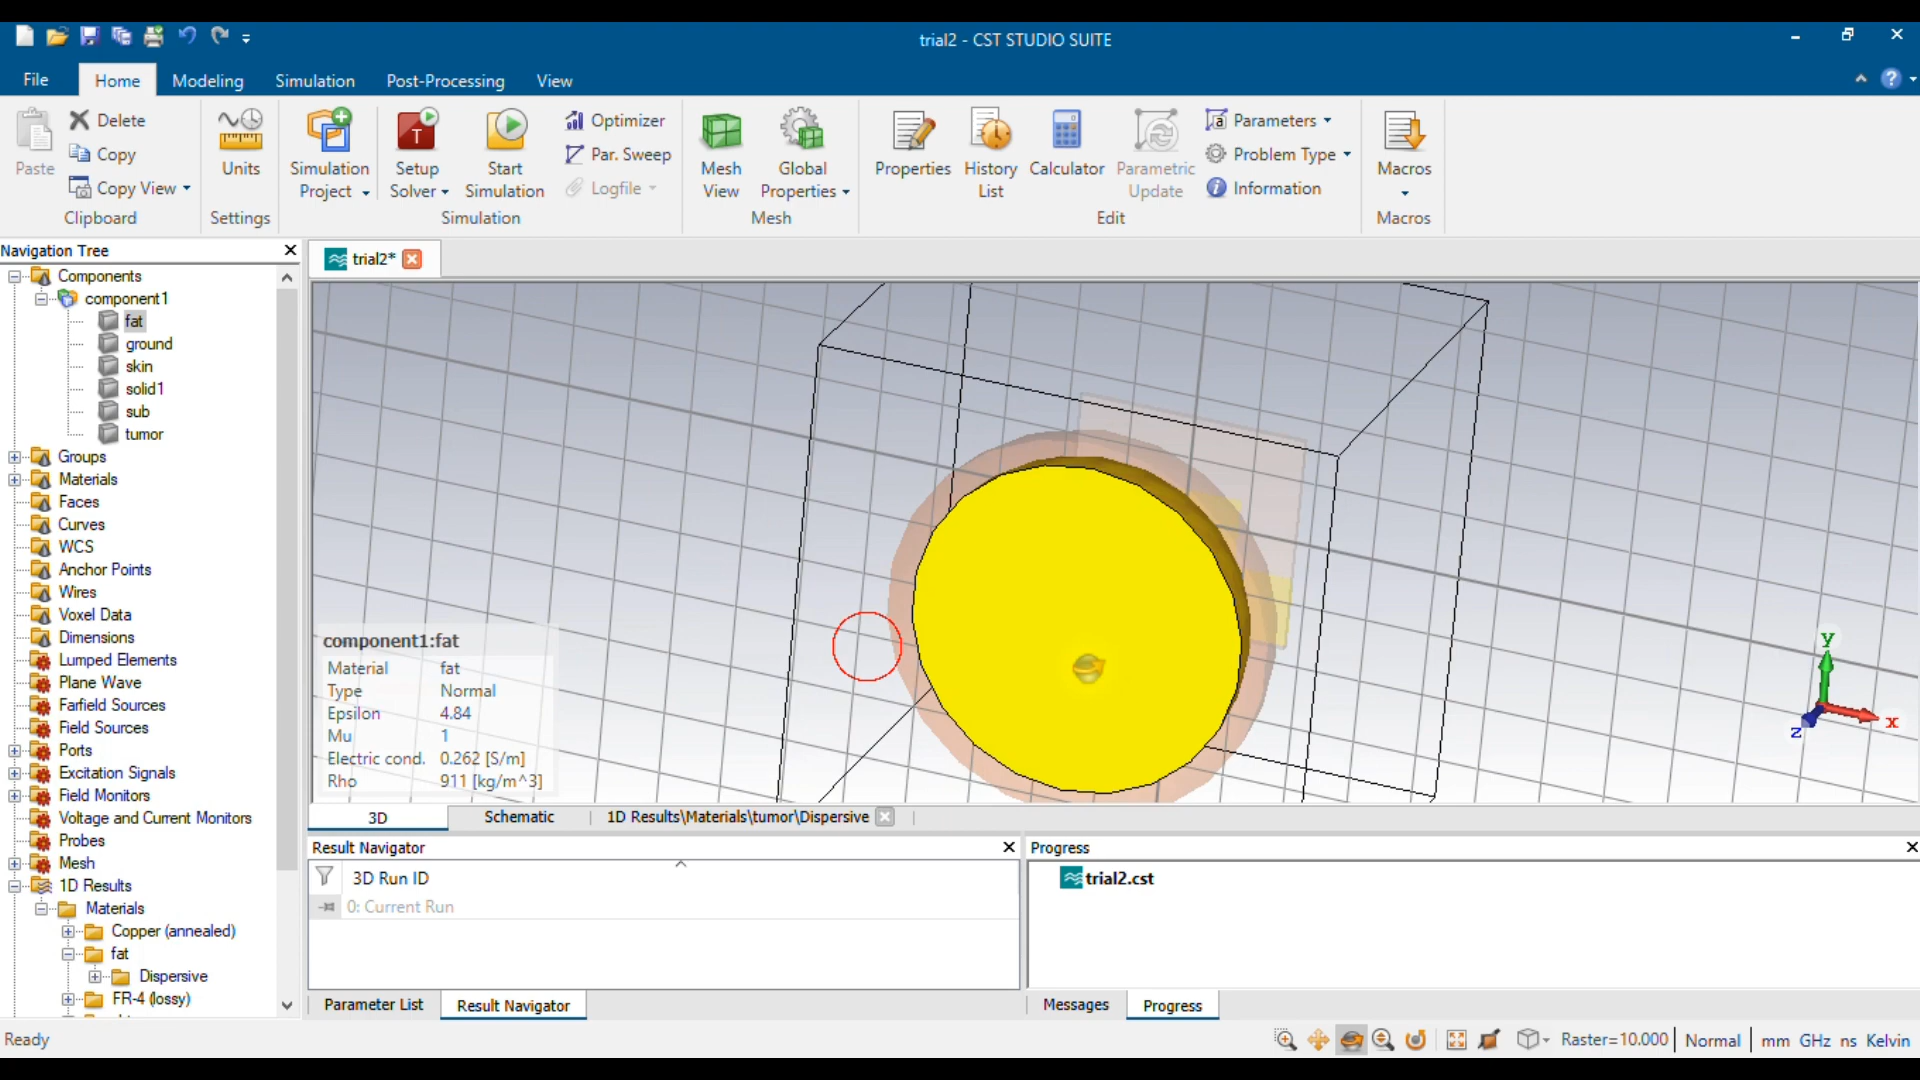 trial2 - CST STUDIO SUITE
File
Home
Modeling
Simulation
Post-Processing
View
Paste
Delete
Copy
Copy View
Clipboard
Units
Settings
Simulation
Project
Setup
Solver
Start
Simulation
Optimizer
Par. Sweep
Logfile
Simulation
Mesh
View
Global
Properties
Mesh
Properties
History
List
Calculator
Parametric
Update
Parameters
Problem Type
Information
Edit
Macros
Macros
Navigation Tree
Components
component1
fat
ground
skin
solid1
sub
tumor
Groups
Materials
Faces
Curves
WCS
Anchor Points
Wires
Voxel Data
Dimensions
Lumped Elements
Plane Wave
Farfield Sources
Field Sources
Ports
Excitation Signals
Field Monitors
Voltage and Current Monitors
Probes
Mesh
1D Results
Materials
Copper (annealed)
fat
Dispersive
FR-4 (lossy)
trial2*
component1:fat
Material fat
Type Normal
Epsilon 4.84
Mu 1
Electric cond. 0.262 [S/m]
Rho 911 [kg/m^3]
y
x
z
3D
Schematic
1D Results\Materials\tumor\Dispersive
Result Navigator
3D Run ID
0: Current Run
Parameter List
Result Navigator
Progress
trial2.cst
Messages
Progress
Ready
Raster=10.000 Normal mm GHz ns Kelvin